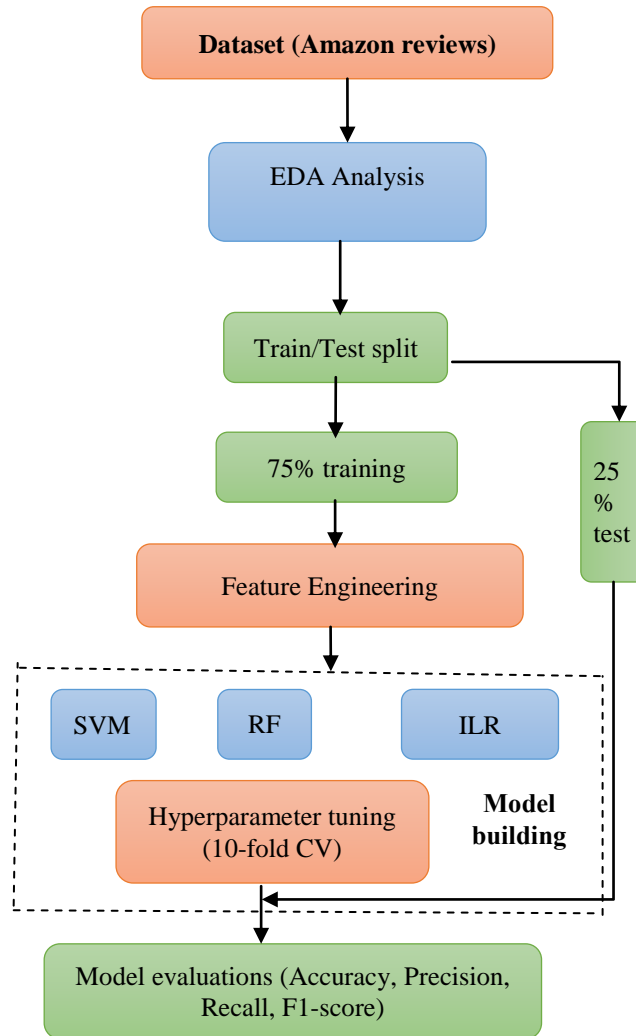 Dataset (Amazon reviews)
EDA Analysis
Train/Test split
75% training
25
%
test
Feature Engineering
SVM
RF
ILR
Hyperparameter tuning
(10-fold CV)
Model
building
Model evaluations (Accuracy, Precision,
Recall, F1-score)